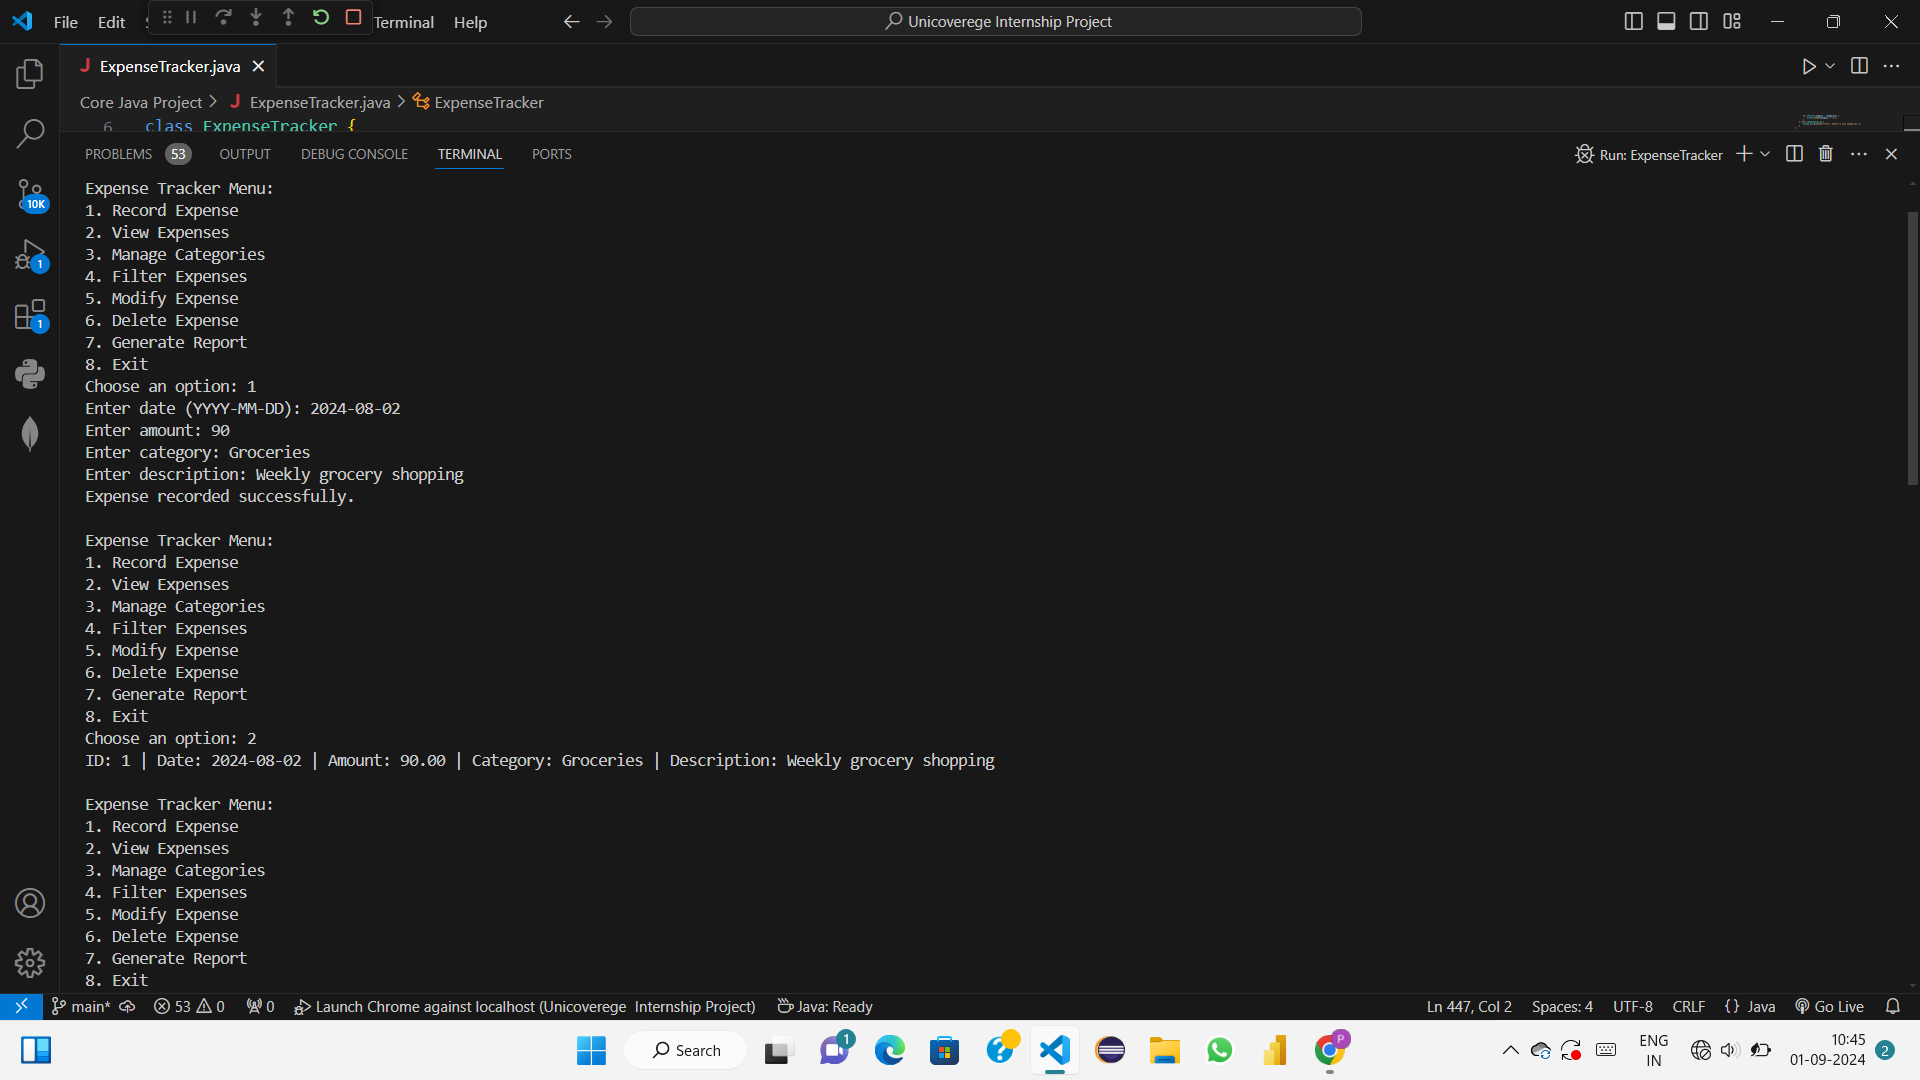 File Edit Terminal Help Unicoverege Internship Project
ExpenseTracker.java
Core Java Project ExpenseTracker.java ExpenseTracker
6 class ExpenseTracker {
PROBLEMS 53 OUTPUT DEBUG CONSOLE TERMINAL PORTS Run: ExpenseTracker
Expense Tracker Menu:
1. Record Expense
2. View Expenses
3. Manage Categories
4. Filter Expenses
5. Modify Expense
6. Delete Expense
7. Generate Report
8. Exit
Choose an option: 1
Enter date (YYYY-MM-DD): 2024-08-02
Enter amount: 90
Enter category: Groceries
Enter description: Weekly grocery shopping
Expense recorded successfully.
Expense Tracker Menu:
1. Record Expense
2. View Expenses
3. Manage Categories
4. Filter Expenses
5. Modify Expense
6. Delete Expense
7. Generate Report
8. Exit
Choose an option: 2
ID: 1 | Date: 2024-08-02 | Amount: 90.00 | Category: Groceries | Description: Weekly grocery shopping
Expense Tracker Menu:
1. Record Expense
2. View Expenses
3. Manage Categories
4. Filter Expenses
5. Modify Expense
6. Delete Expense
7. Generate Report
8. Exit
10K
1
1
main* 53 0 0 Launch Chrome against localhost (Unicoverege Internship Project) Java: Ready Ln 447, Col 2 Spaces: 4 UTF-8 CRLF {} Java Go Live
Search 1 P ENG IN 10:45
01-09-2024 2